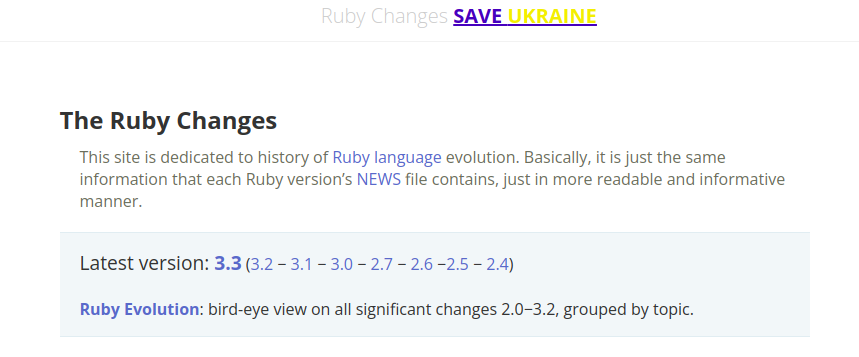 Ruby Changes SAVE UKRAINE
The Ruby Changes
This site is dedicated to history of Ruby language evolution. Basically, it is just the same
information that each Ruby version’s NEWS file contains, just in more readable and informative
manner.
Latest version: 3.3 (3.2 − 3.1 − 3.0 − 2.7 − 2.6 −2.5 − 2.4)
Ruby Evolution: bird-eye view on all significant changes 2.0−3.2, grouped by topic.